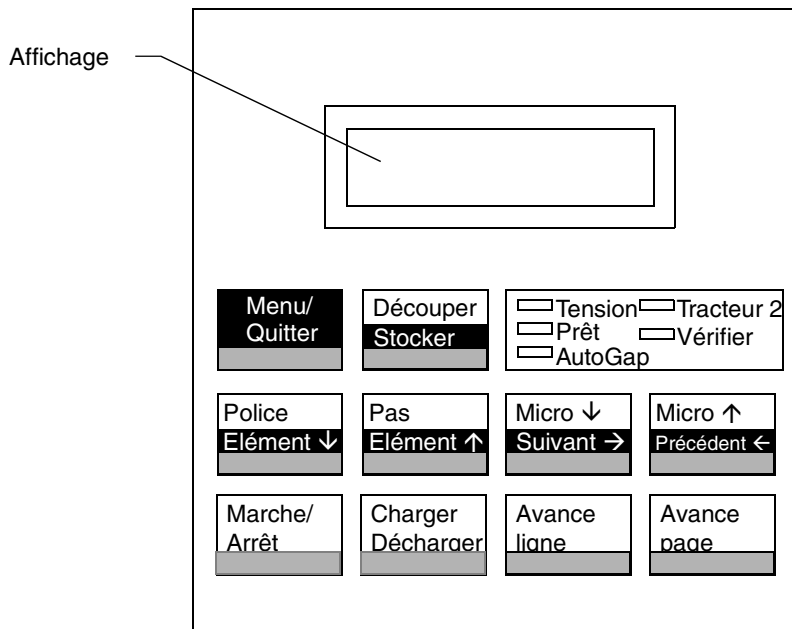 Affichage
Menu/
Quitter
Découper
Stocker
Tension
Tracteur 2
Prêt
Vérifier
AutoGap
Police
Elément ↓
Pas
Elément ↑
Micro ↓
Suivant →
Micro ↑
Précédent ←
Marche/
Arrêt
Charger
Décharger
Avance
ligne
Avance
page